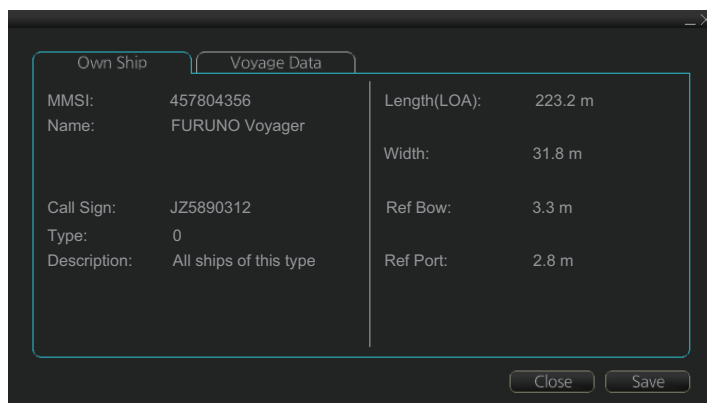 Own Ship
Voyage Data
MMSI: 457804356
Name: FURUNO Voyager
Call Sign: JZ5890312
Type: 0
Description: All ships of this type
Length(LOA): 223.2 m
Width: 31.8 m
Ref Bow: 3.3 m
Ref Port: 2.8 m
Close
Save